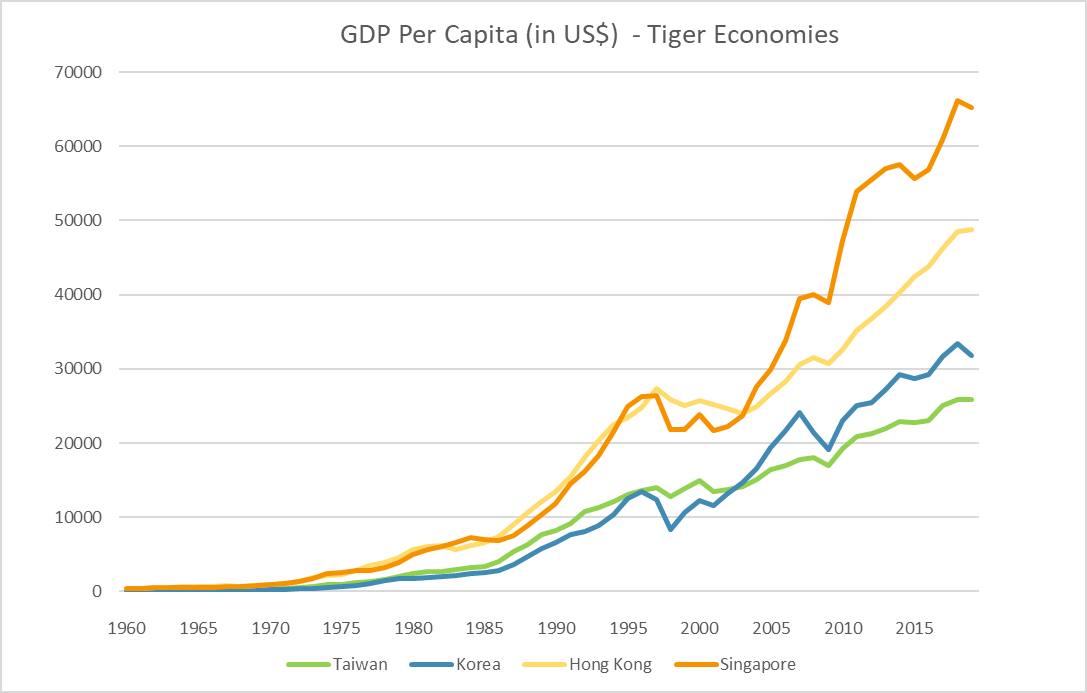 GDP Per Capita (in US$)  - Tiger Economies
70000
60000
50000
40000
30000
20000
10000
0
1960 1965 1970 1975 1980 1985 1990 1995 2000 2005 2010 2015
Taiwan Korea Hong Kong Singapore